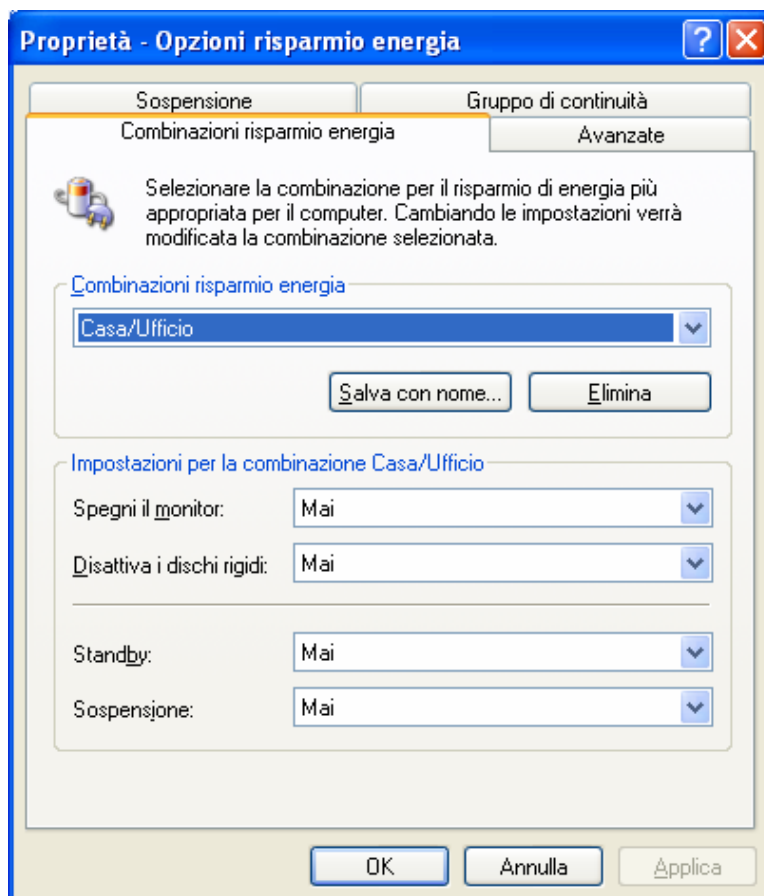 Proprietà - Opzioni risparmio energia
Sospensione
Gruppo di continuità
Combinazioni risparmio energia
Avanzate
Selezionare la combinazione per il risparmio di energia più
appropriata per il computer. Cambiando le impostazioni verrà
modificata la combinazione selezionata.
Combinazioni risparmio energia
Casa/Ufficio
Salva con nome...
Elimina
Impostazioni per la combinazione Casa/Ufficio
Spegni il monitor:
Mai
Disattiva i dischi rigidi:
Mai
Standby:
Mai
Sospensione:
Mai
OK
Annulla
Applica